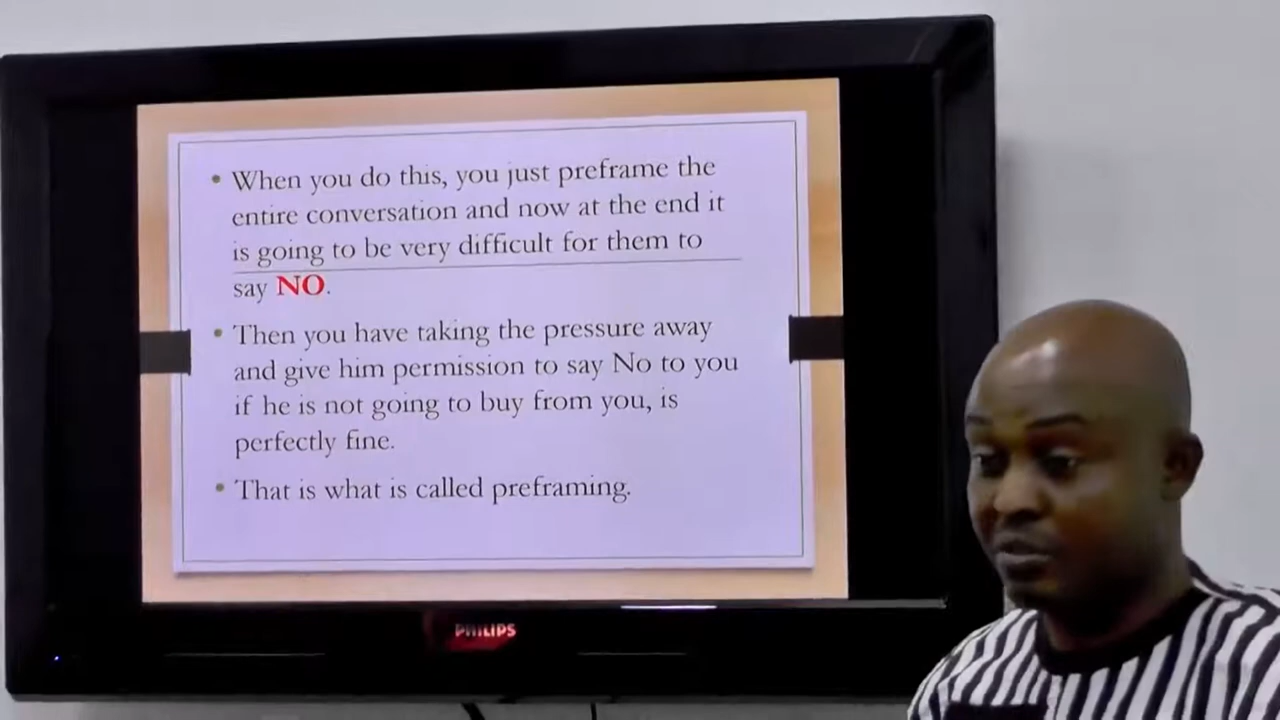 • When you do this, you just preframe the
entire conversation and now at the end it
is going to be very difficult for them to
say NO.
• Then you have taking the pressure away
and give him permission to say No to you
if he is not going to buy from you, is
perfectly fine.
• That is what is called preframing.
PHILIPS